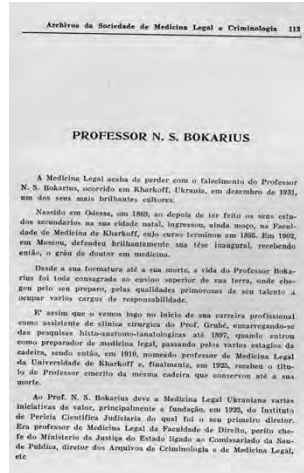 Archivos da Sociedade de Medicina Legal e Criminologia 113
PROFESSOR N. S. BOKARIUS
A Medicina Legal acaba de perder com o falecimento do Professor
N. S. Bokarius, ocorrido em Kharkoff, Ukrania, em dezembro de 1931,
um dos seus mais brilhantes cultores.
Nascido em Odessa, em 1869, ao depois de ter feito os seus estu-
dos secundarios na sua cidade natal, ingressou, ainda moço, na Facul-
dade de Medicina de Kharkoff, cujo curso terminou em 1895. Em 1902,
em Moscou, defendeu brilhantemente sua tése inaugural, recebendo
então, o gráu de doutor em medicina.
Desde a sua formatura até a sua morte, a vida do Professor Boka-
rius foi toda consagrada ao ensino superior de sua terra, onde che-
gou pelo seu preparo, pelas qualidades primorosas de seu talento a
ocupar varios cargos de responsabilidade.
E' assim que o vemos logo no inicio de sua carreira profissional
como assistente de clinica cirurgica do Prof. Grubé, encarregando-se
das pesquisas histo-anatomo-tanatologicas até 1897, quando entrou
como preparador de medicina legal, passando pelos varios estagios da
cadeira, sendo então, em 1910, nomeado professor de Medicina Legal
da Universidade de Kharkoff e, finalmente, em 1925, recebeu o titu-
lo de Professor emerito da mesma cadeira que conservou até a sua
morte.
Ao Prof. N. S. Bokarius deve a Medicina Legal Ukraniana varias
iniciativas de valor, principalmente a fundação, em 1923, do Instituto
de Pericia Cientifica Judiciaria do qual foi o seu primeiro diretor.
Era professor de Medicina Legal da Faculdade de Direito, perito che-
fe do Ministerio da Justiça do Estado ligado ao Comissariado da Sau-
de Publica, diretor dos Arquivos de Criminologia e de Medicina Legal,
etc